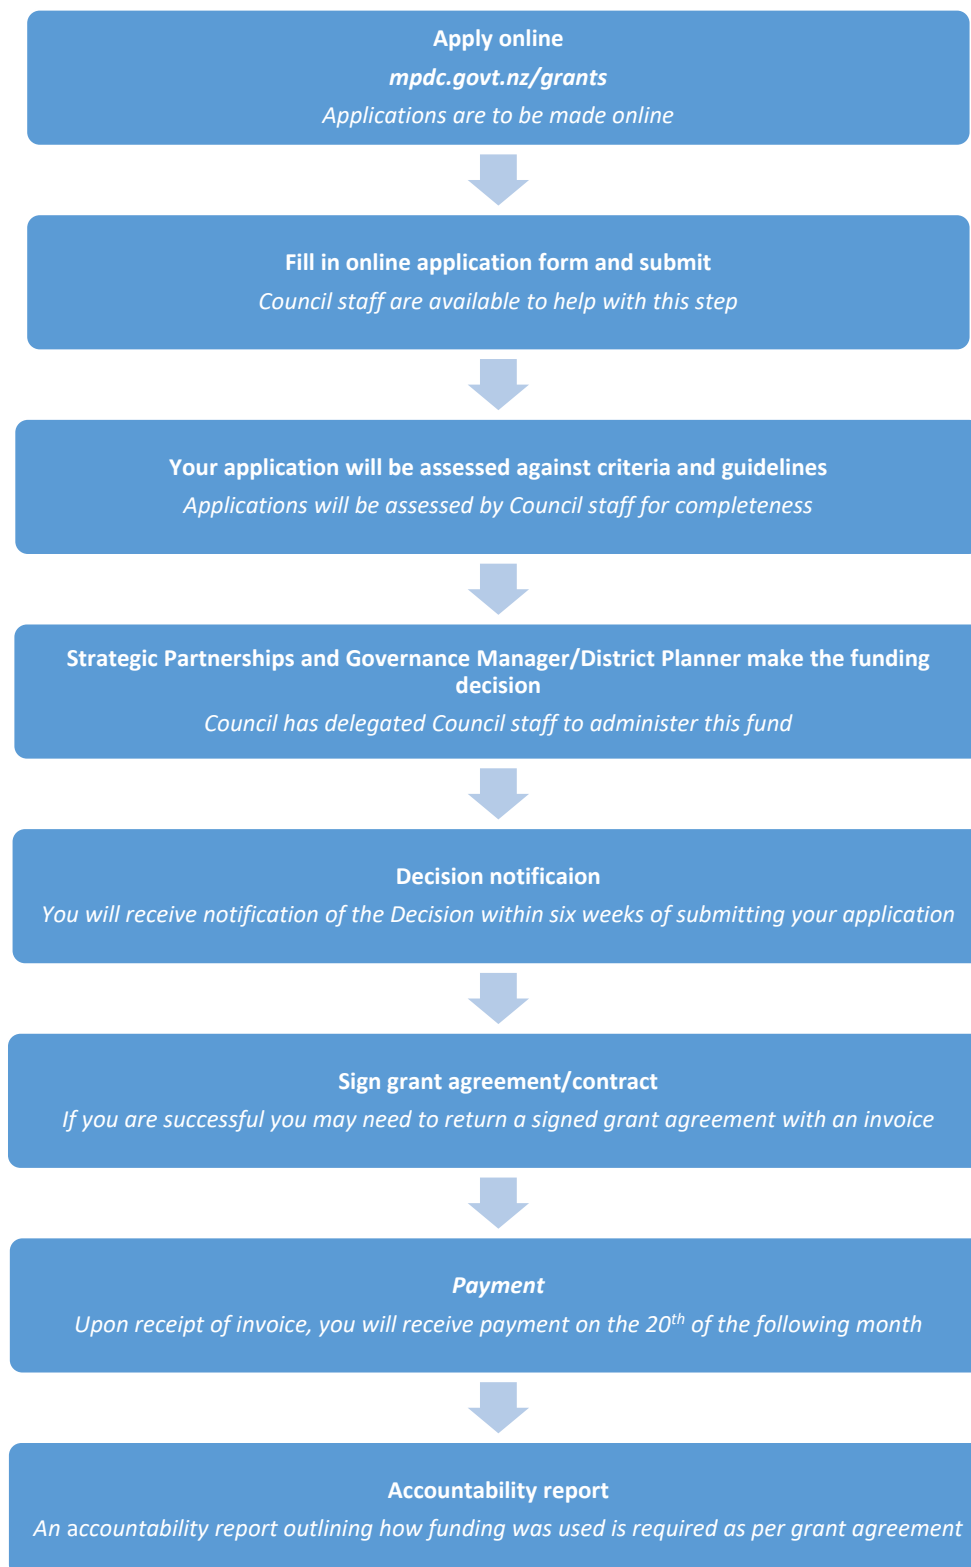 Apply online
mpdc.govt.nz/grants
Applications are to be made online
Fill in online application form and submit
Council staff are available to help with this step
Your application will be assessed against criteria and guidelines
Applications will be assessed by Council staff for completeness
Strategic Partnerships and Governance Manager/District Planner make the funding
decision
Council has delegated Council staff to administer this fund
Decision notificaion
You will receive notification of the Decision within six weeks of submitting your application
Sign grant agreement/contract
If you are successful you may need to return a signed grant agreement with an invoice
Payment
Upon receipt of invoice, you will receive payment on the 20th of the following month
Accountability report
An accountability report outlining how funding was used is required as per grant agreement